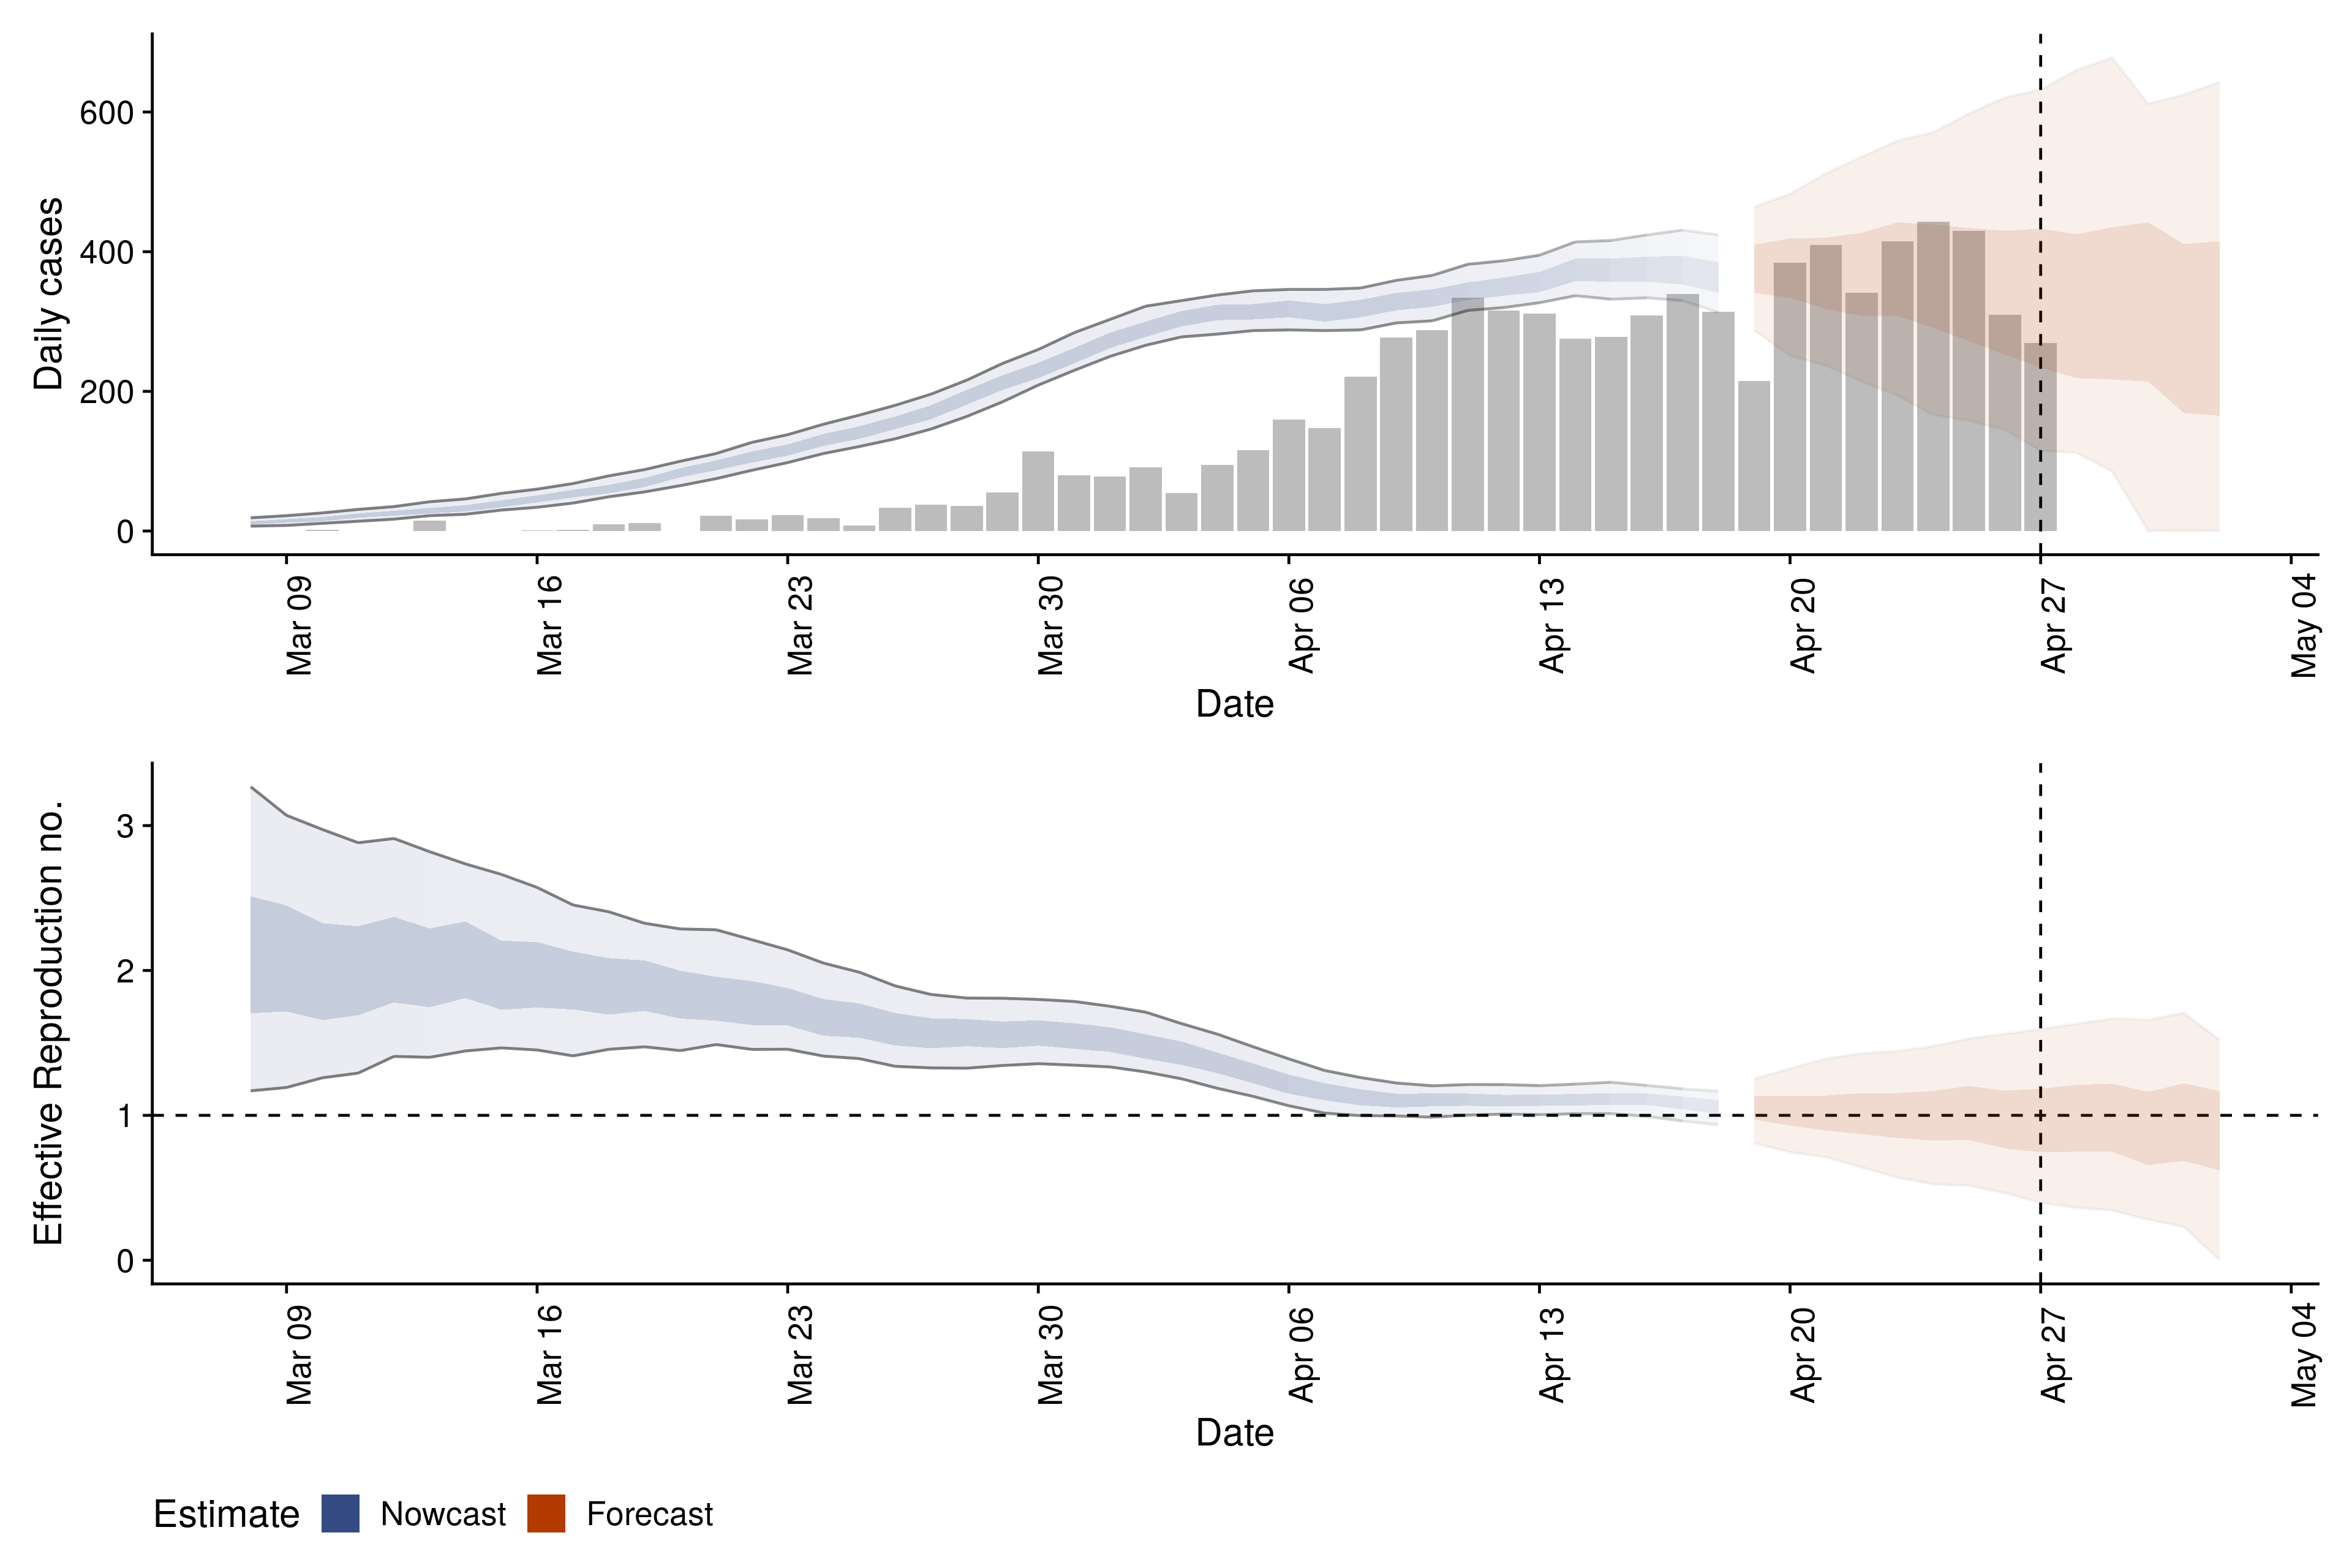 Daily cases
600
400
200
0
Mar 09
Mar 16
Mar 23
Mar 30
Apr 06
Apr 13
Apr 20
Apr 27
May 04
Date
Effective Reproduction no.
3
2
1
0
Mar 09
Mar 16
Mar 23
Mar 30
Apr 06
Apr 13
Apr 20
Apr 27
May 04
Date
Estimate Nowcast Forecast